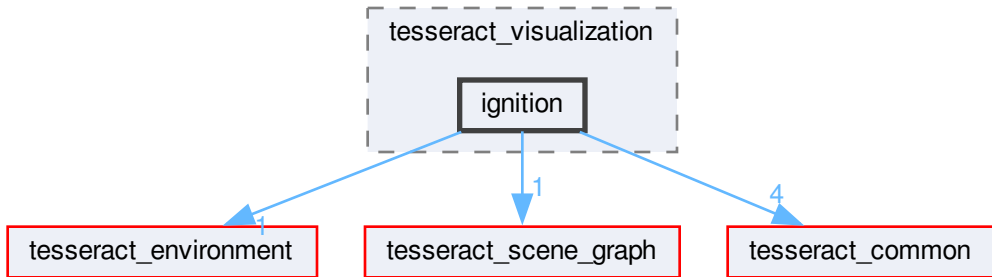 tesseract_visualization
ignition
1
1
4
tesseract_environment
tesseract_scene_graph
tesseract_common